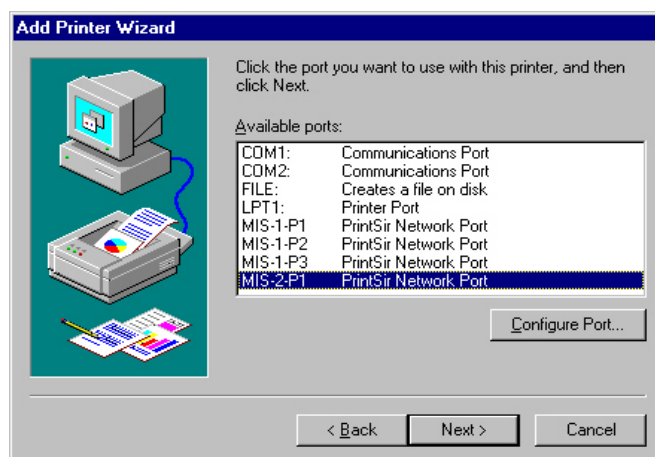 Add Printer Wizard
Click the port you want to use with this printer, and then
click Next.
Available ports:
COM1: Communications Port
COM2: Communications Port
FILE: Creates a file on disk
LPT1: Printer Port
MIS-1-P1 PrintSir Network Port
MIS-1-P2 PrintSir Network Port
MIS-1-P3 PrintSir Network Port
MIS-2-P1 PrintSir Network Port
Configure Port...
< Back Next > Cancel